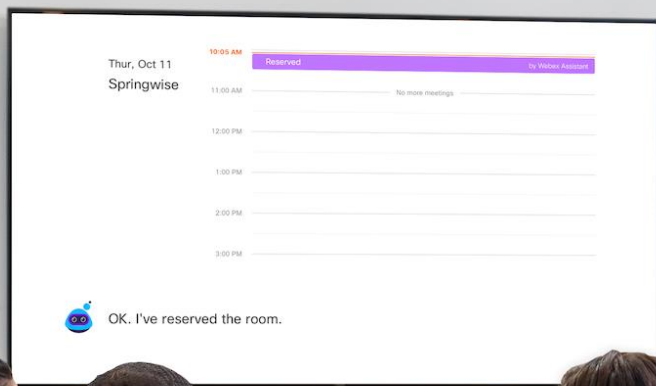 Thur, Oct 11
Springwise
10:05 AM
Reserved
by Webex Assistant
11:00 AM
No more meetings
12:00 PM
1:00 PM
2:00 PM
3:00 PM
OK. I've reserved the room.